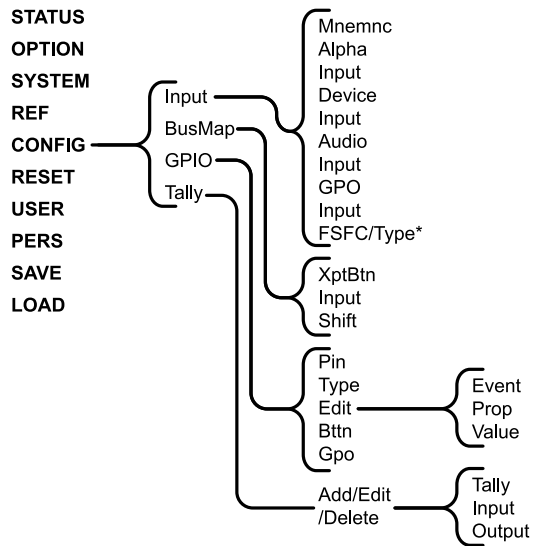 STATUS
OPTION
SYSTEM
REF
CONFIG
RESET
USER
PERS
SAVE
LOAD
Input
BusMap
GPIO
Tally
Mnemnc
Alpha
Input
Device
Input
Audio
Input
GPO
Input
FSFC/Type*
XptBtn
Input
Shift
Pin
Type
Edit
Bttn
Gpo
Event
Prop
Value
Add/Edit
/Delete
Tally
Input
Output